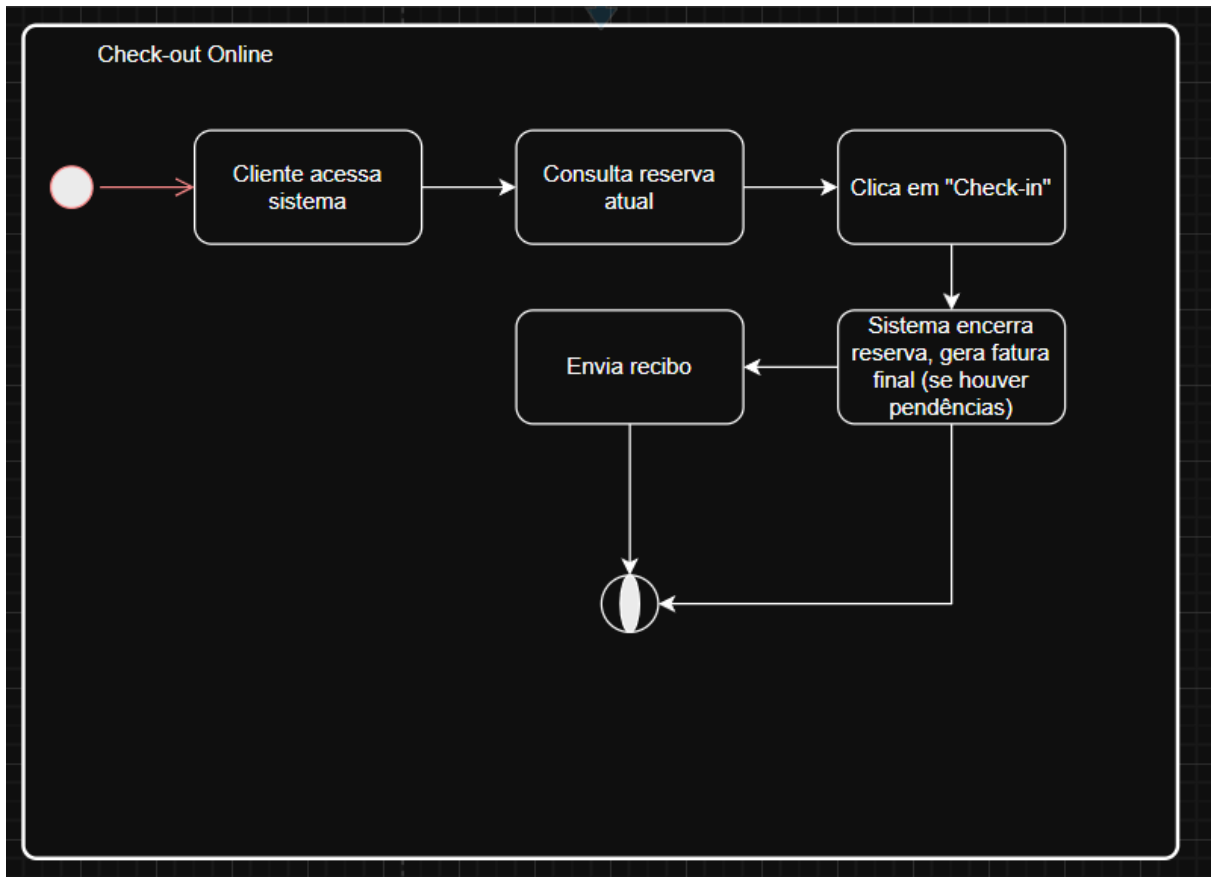 Check-out Online
Cliente acessa
sistema
Consulta reserva
atual
Clica em "Check-in"
Sistema encerra
reserva, gera fatura
final (se houver
pendências)
Envia recibo